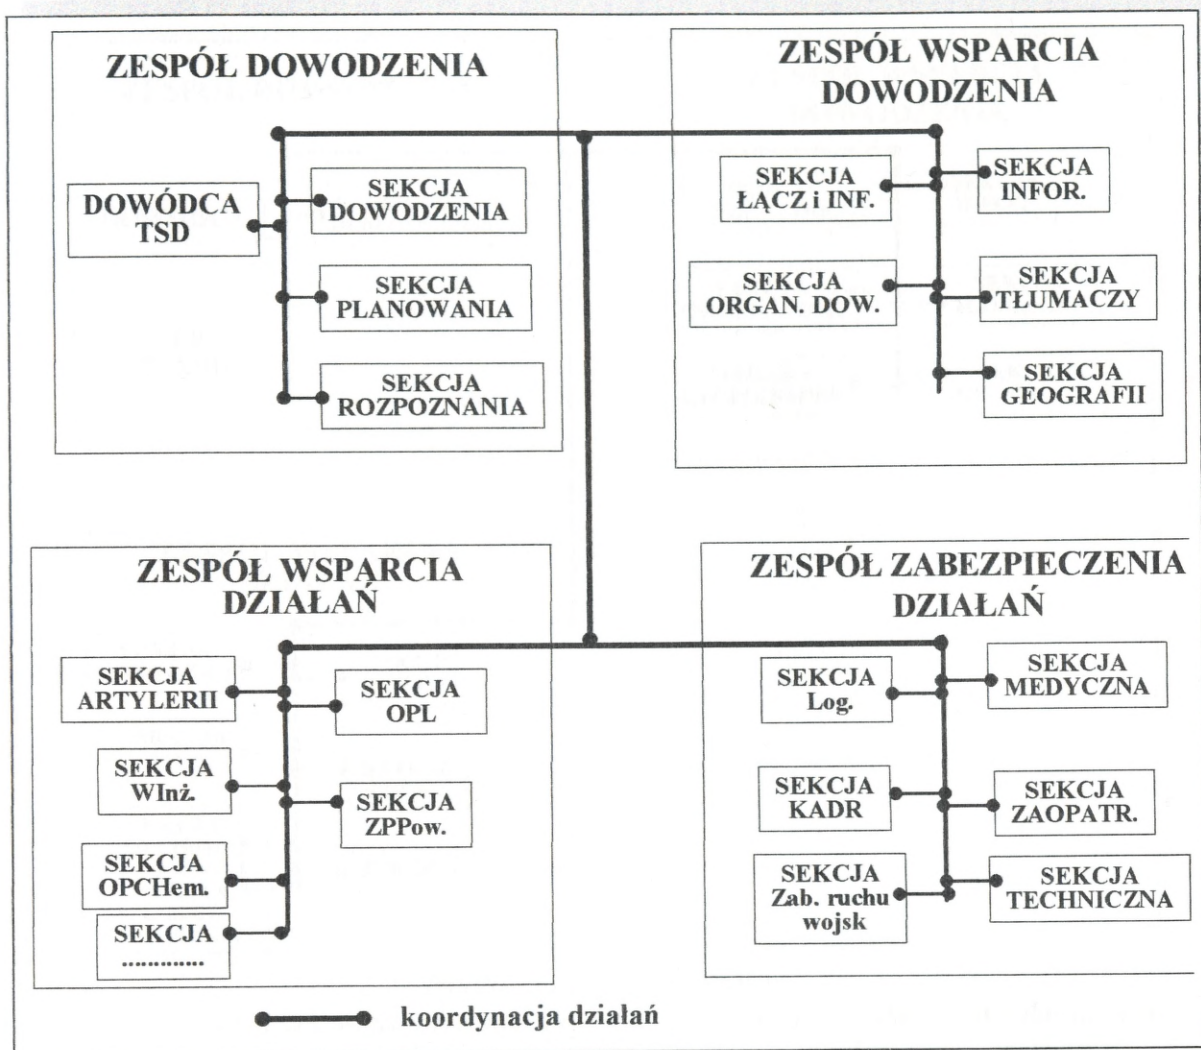 ZESPÓŁ DOWODZENIA
DOWÓDCA
TSD
SEKCJA
DOWODZENIA
SEKCJA
PLANOWANIA
SEKCJA
ROZPOZNANIA
ZESPÓŁ WSPARCIA
DOWODZENIA
SEKCJA
ŁĄCZ i INF.
SEKCJA
INFOR.
SEKCJA
ORGAN. DOW.
SEKCJA
TŁUMACZY
SEKCJA
GEOGRAFII
ZESPÓŁ WSPARCIA
DZIAŁAŃ
SEKCJA
ARTYLERII
SEKCJA
OPL
SEKCJA
WInż.
SEKCJA
ZPPow.
SEKCJA
OPCHem.
SEKCJA
.............
ZESPÓŁ ZABEZPIECZENIA
DZIAŁAŃ
SEKCJA
Log.
SEKCJA
MEDYCZNA
SEKCJA
KADR
SEKCJA
ZAOPATR.
SEKCJA
Zab. ruchu
wojsk
SEKCJA
TECHNICZNA
koordynacja działań